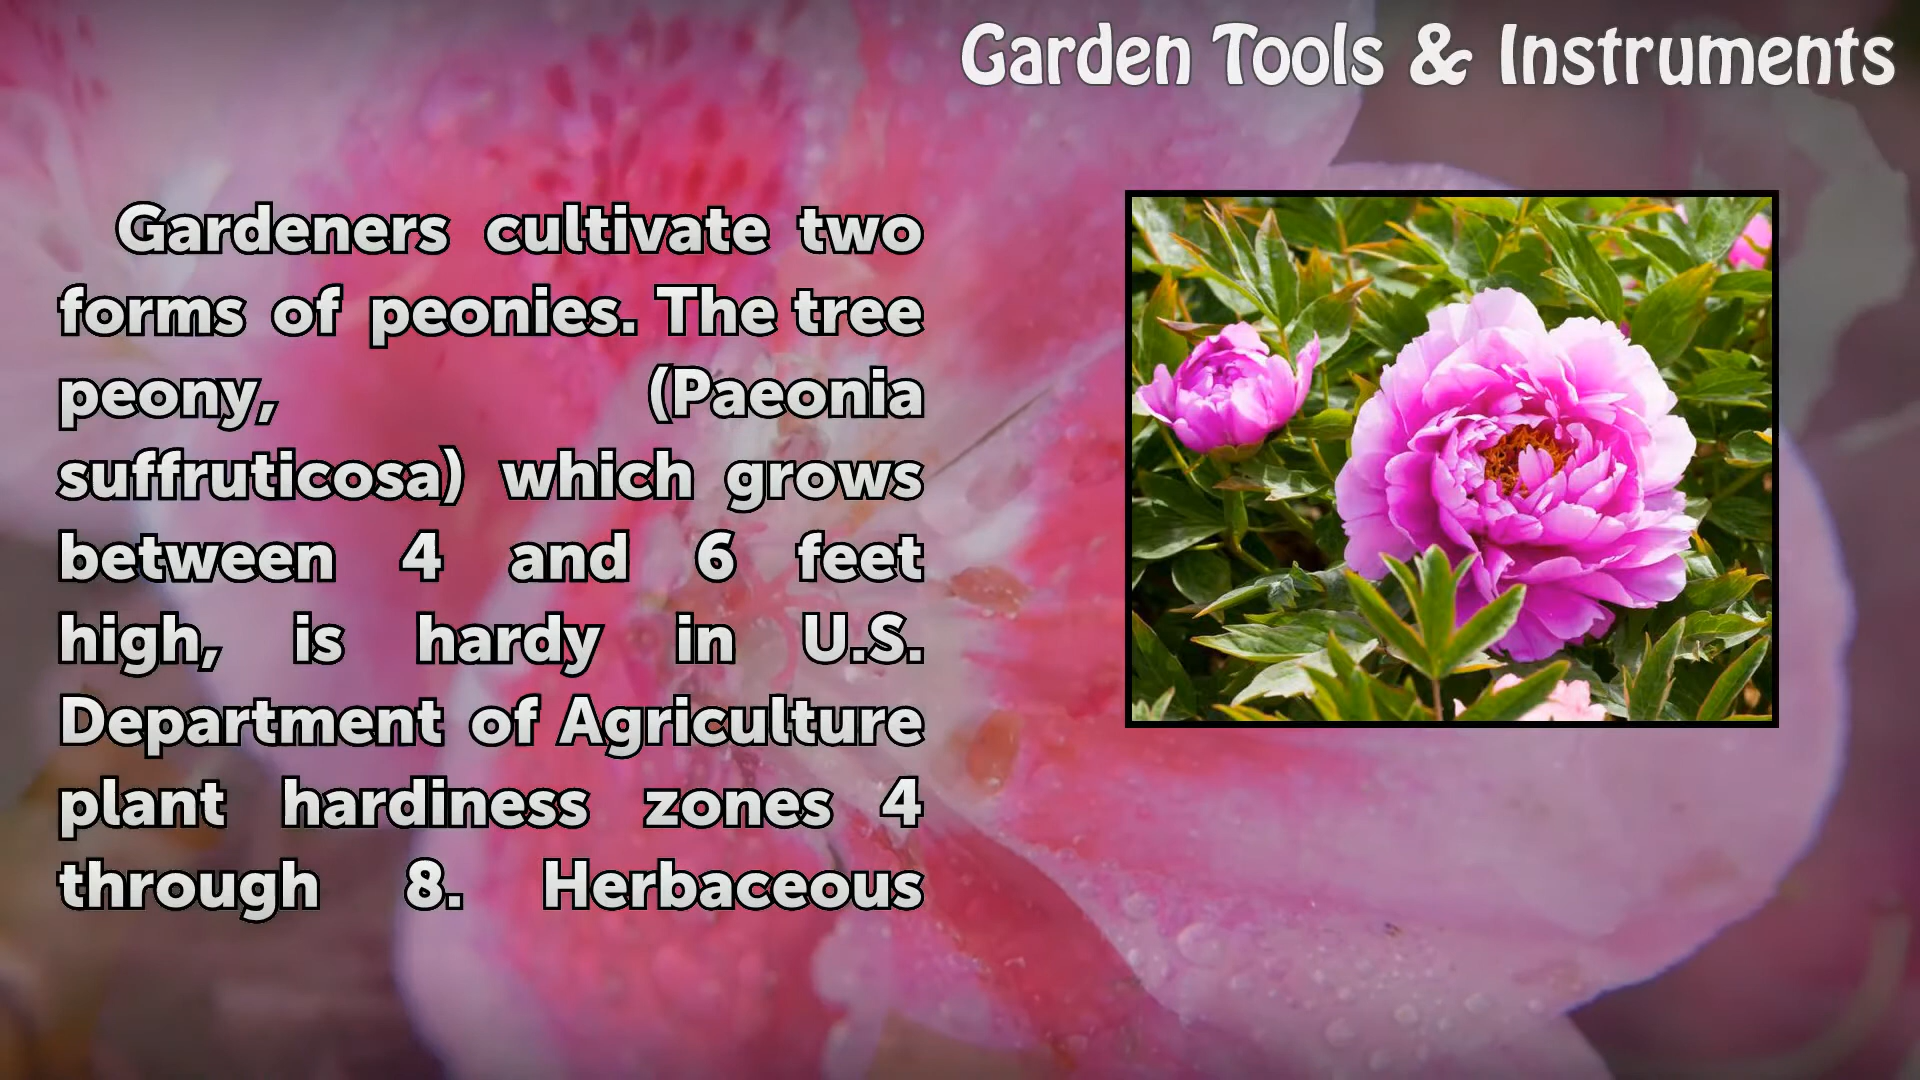 Garden Tools & Instruments
Gardeners cultivate two
forms of peonies. The tree
peony, (Paeonia
suffruticosa) which grows
between 4 and 6 feet
high, is hardy in U.S.
Department of Agriculture
plant hardiness zones 4
through 8. Herbaceous